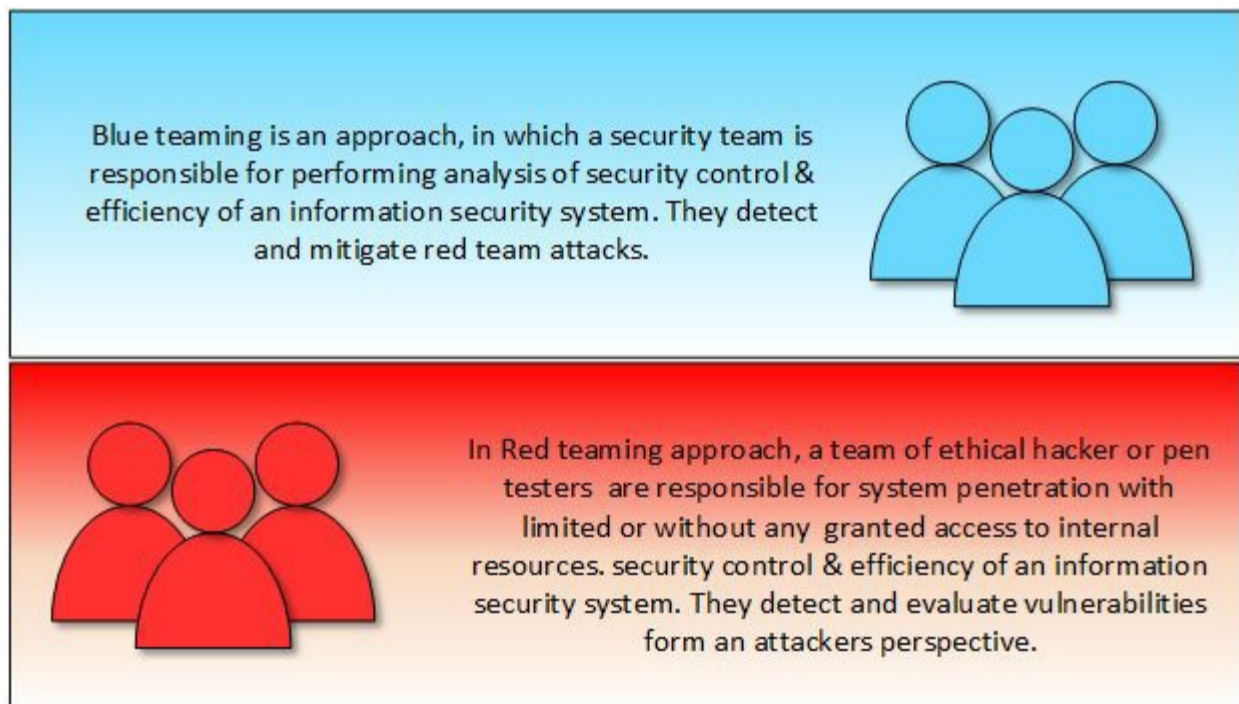 Blue teaming is an approach, in which a security team is
responsible for performing analysis of security control &
efficiency of an information security system. They detect
and mitigate red team attacks.
In Red teaming approach, a team of ethical hacker or pen
testers are responsible for system penetration with
limited or without any granted access to internal
resources. security control & efficiency of an information
security system. They detect and evaluate vulnerabilities
form an attackers perspective.